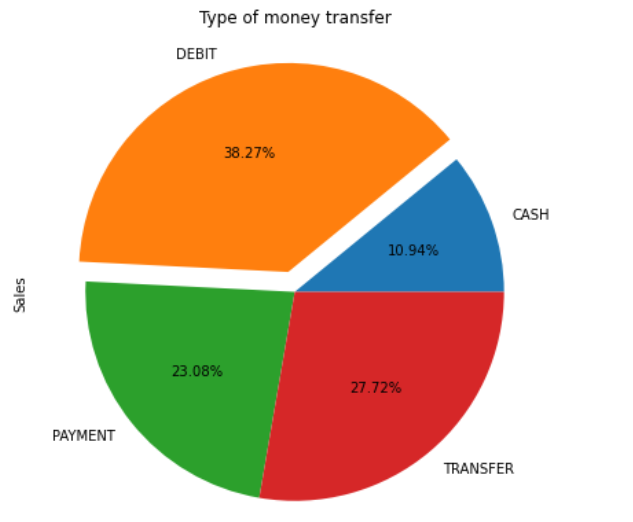 Type of money transfer
DEBIT
38.27%
CASH
10.94%
Sales
23.08%
27.72%
PAYMENT
TRANSFER